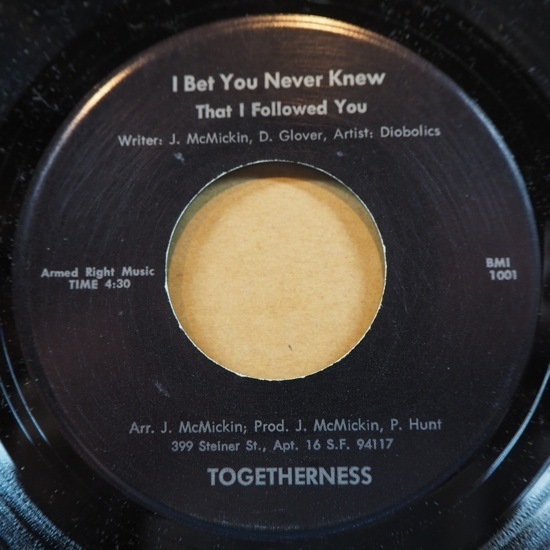 I Bet You Never Knew
That I Followed You
Writer: J. McMickin, D. Glover, Artist: Diobolics
Armed Right Music
TIME 4:30
BMI
1001
Arr. J. McMickin; Prod. J. McMickin, P. Hunt
399 Steiner St., Apt. 16 S.F. 94117
TOGETHERNESS